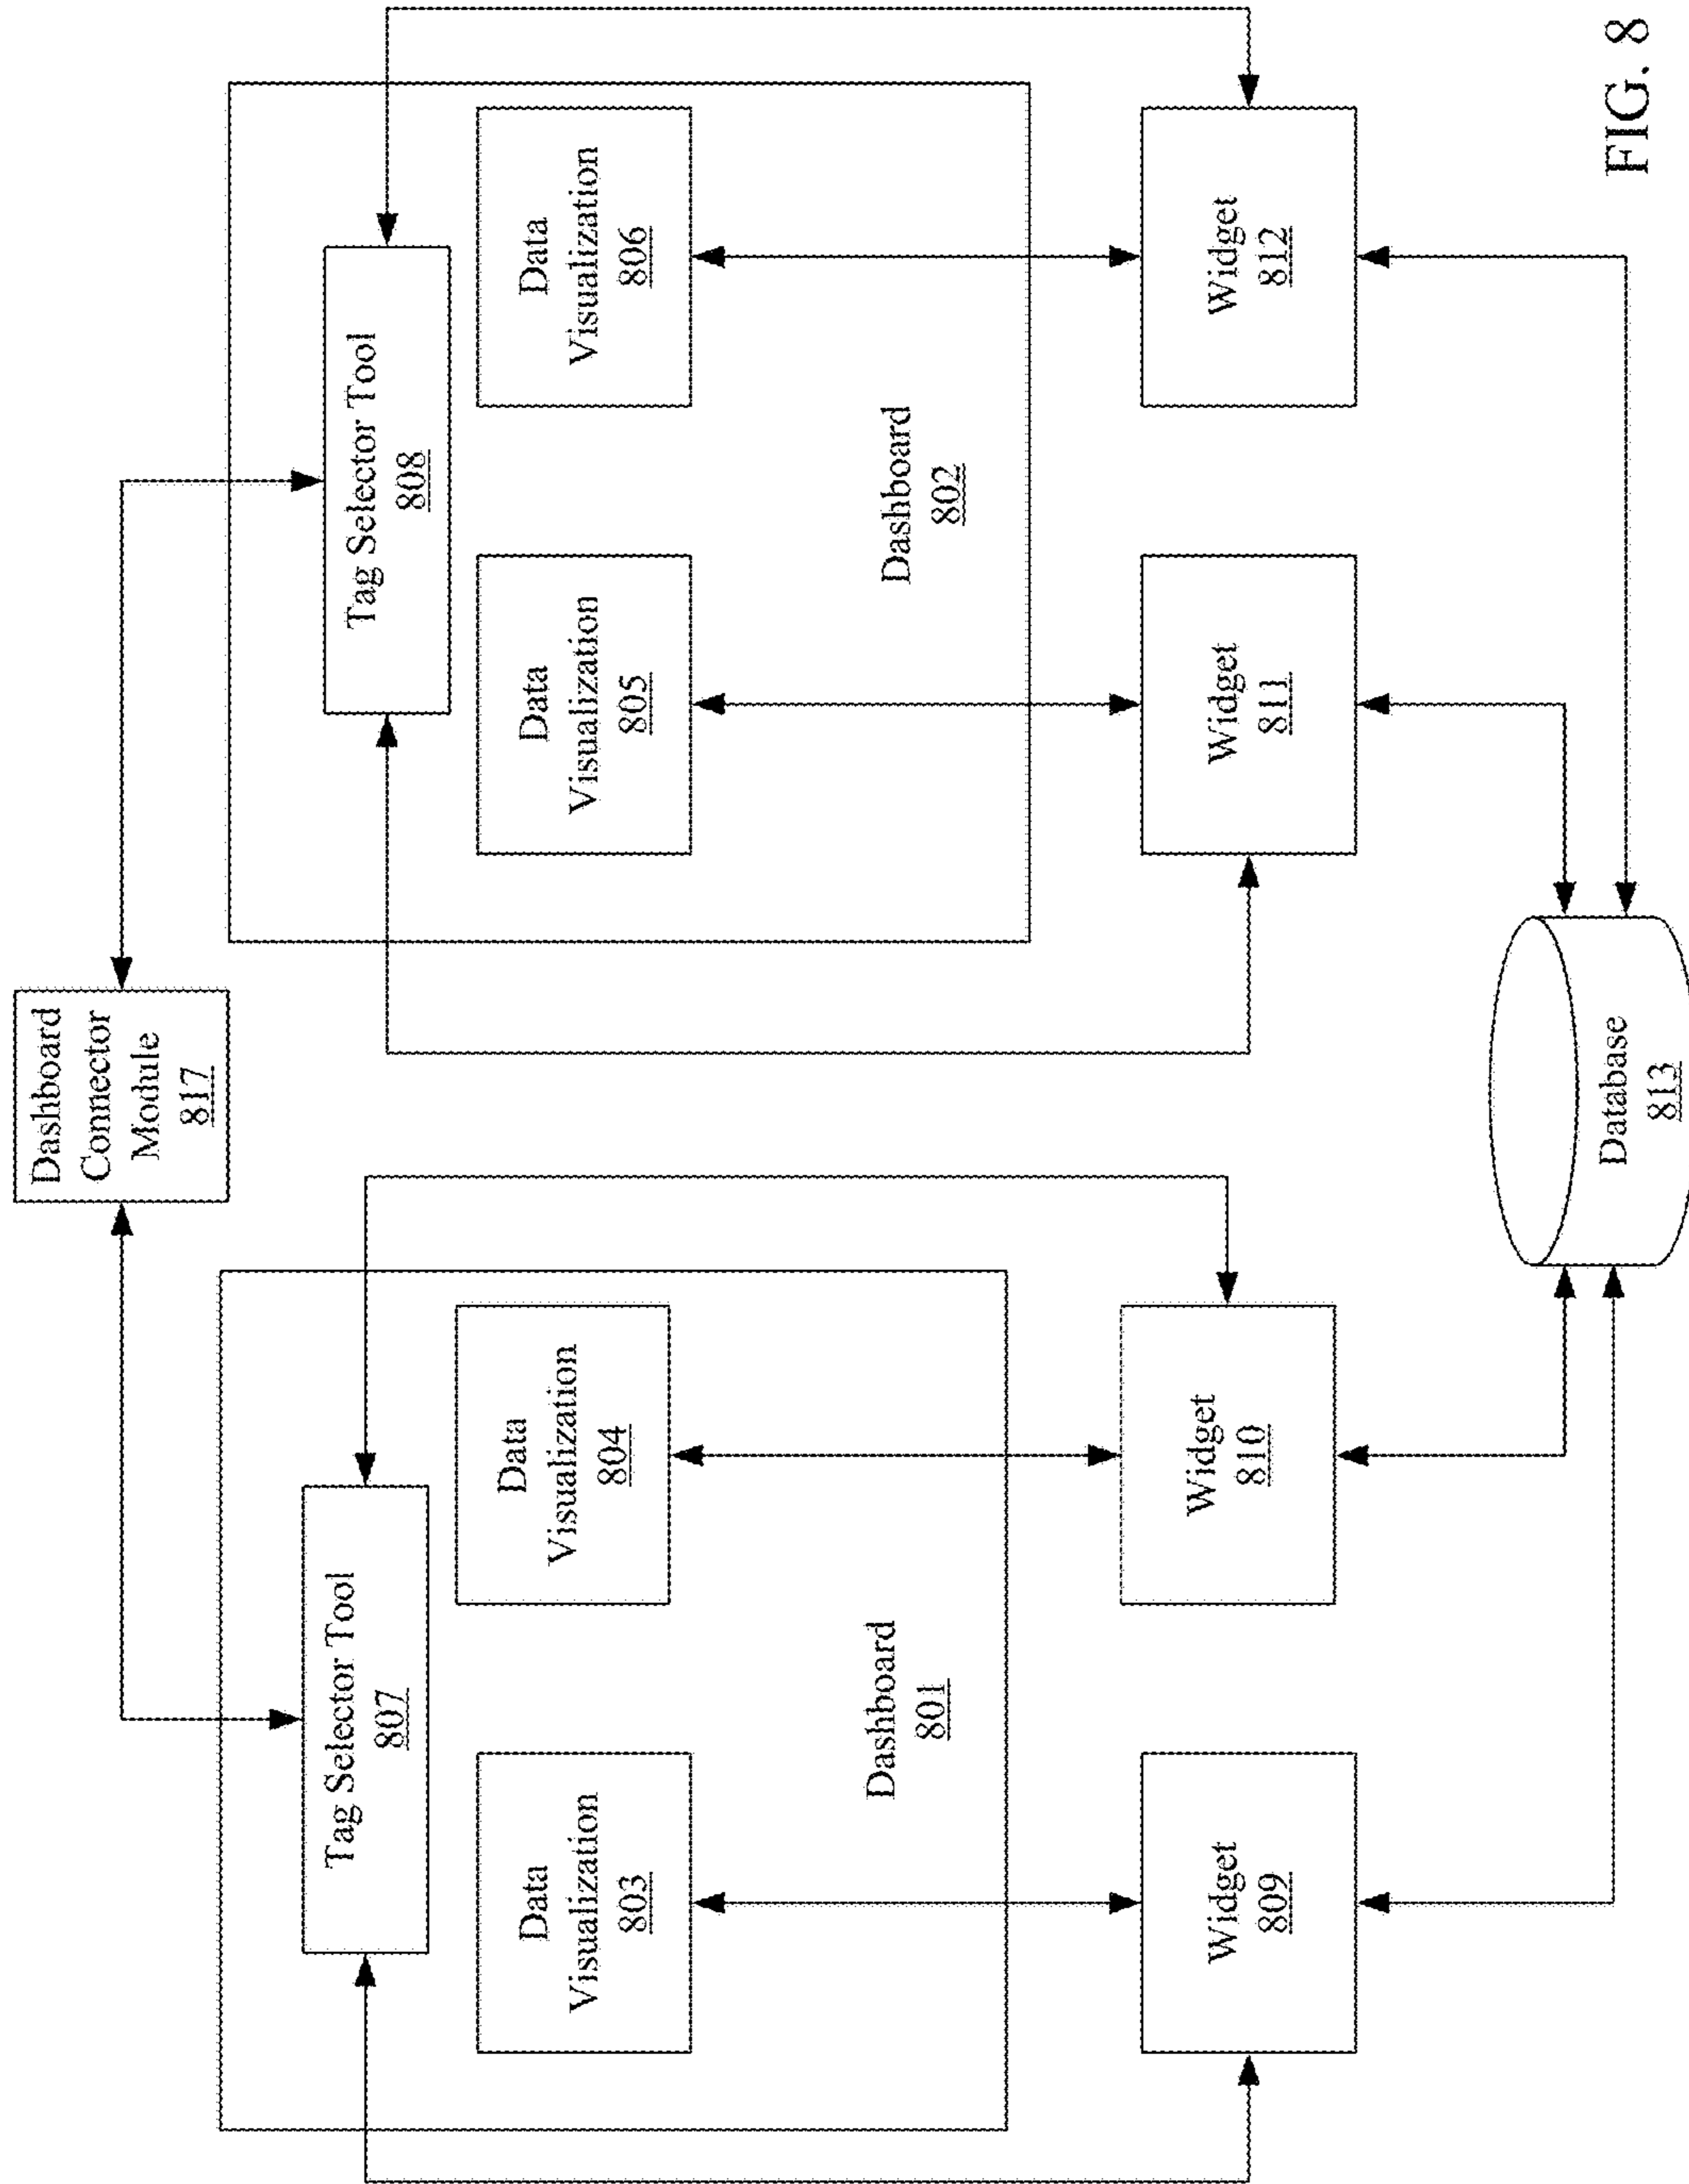 Dashboard
Connector
Module
817
Tag Selector Tool
807
Data
Visualization
803
Data
Visualization
804
Dashboard
801
Tag Selector Tool
808
Data
Visualization
805
Data
Visualization
806
Dashboard
802
Widget
809
Widget
810
Widget
811
Widget
812
Database
813
FIG. 8